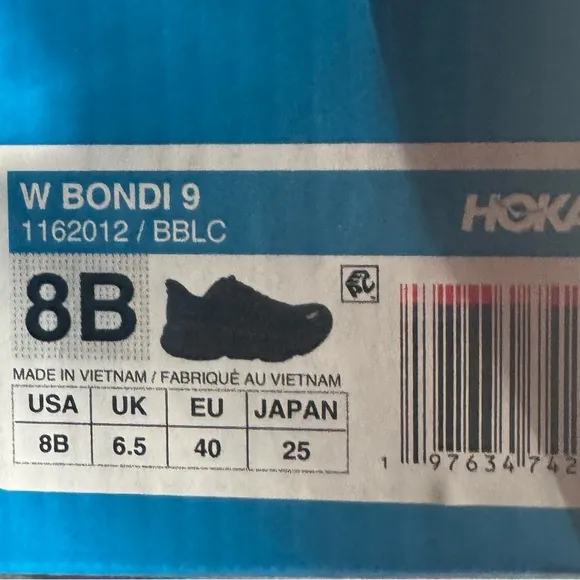 W BONDI 9
HOKA
1162012 / BBLC
8B
MADE IN VIETNAM / FABRIQUÉ AU VIETNAM
USA UK EU JAPAN
8B 6.5 40 25
1 97634 742